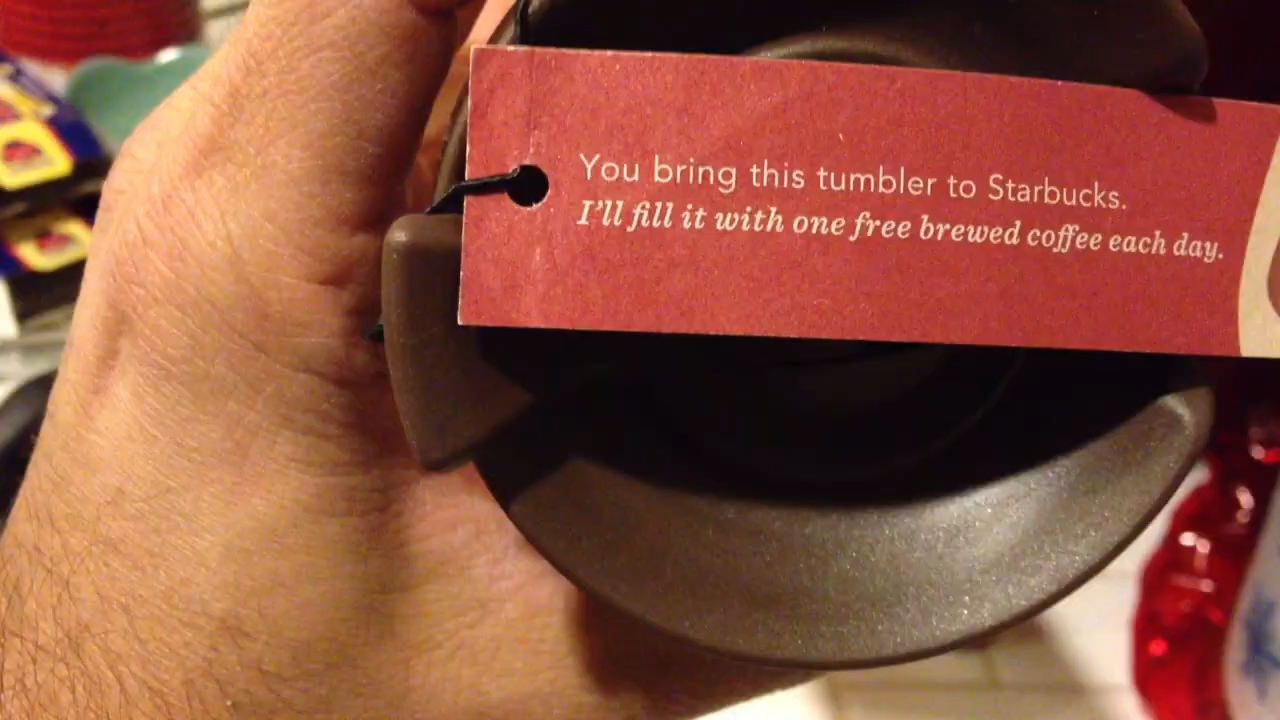 You bring this tumbler to Starbucks.
I'll fill it with one free brewed coffee each day.